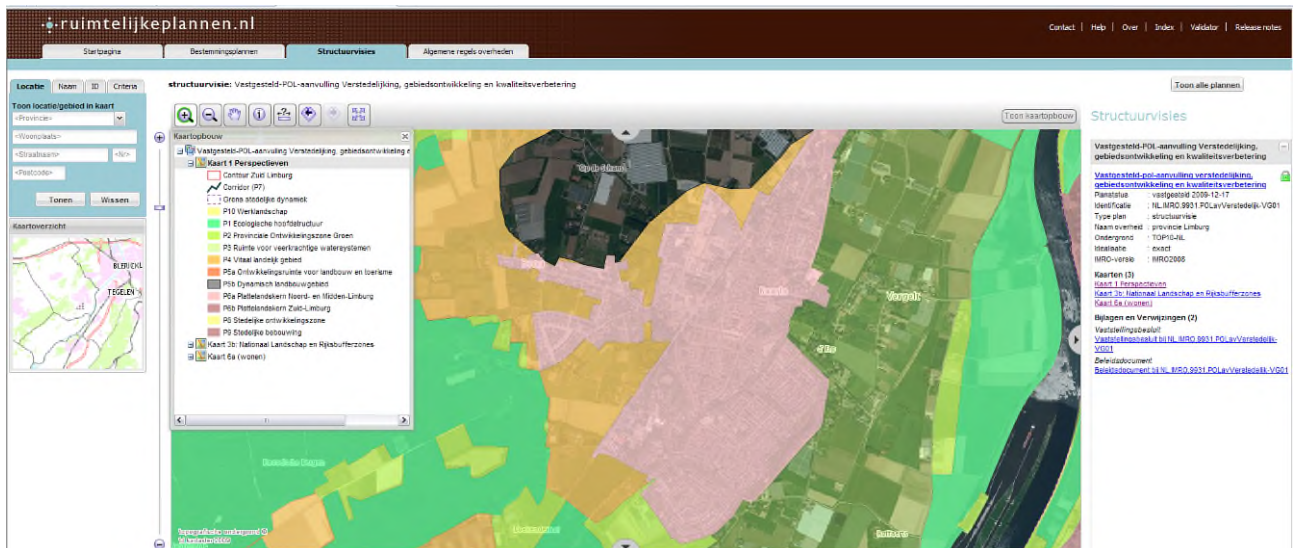 ruimtelijkeplannen.nl
Contact | Help | Over | Index | Validator | Release notes
Startpagina
Bestemmingsplannen
Structuurvisies
Algemene regels overheden
Locatie
Naam
ID
Criteria
Toon locatie/gebied in kaart
<Provincie>
<Woonplaats>
<Straatnaam>
<Nr>
<Postcode>
Tonen
Wissen
Kaartoverzicht
BLERICK
TEGELEN
structuurvisie: Vastgesteld-POL-aanvulling Verstedelijking, gebiedsontwikkeling en kwaliteitsverbetering
Toon alle plannen
Toon kaartopbouw
Kaartopbouw
Vastgesteld-POL-aanvulling Verstedelijking, gebiedsontwikkeling e
Kaart 1 Perspectieven
Contour Zuid Limburg
Corridor (P7)
Grens stedelijke dynamiek
P10 Werklandschap
P1 Ecologische hoofdstructuur
P2 Provinciale Ontwikkelingszone Groen
P3 Ruimte voor veerkrachtige watersystemen
P4 Vitaal landelijk gebied
P5a Ontwikkelingsruimte voor landbouw en toerisme
P5b Dynamisch landbouwgebied
P6a Plattelandskern Noord- en Midden-Limburg
P6b Plattelandskern Zuid-Limburg
P8 Stedelijke ontwikkelingszone
P9 Stedelijke bebouwing
Kaart 3b: Nationaal Landschap en Rijksbufferzones
Kaart 6a (wonen)
Op de Schans
Baarlo
Vergelt
Structuurvisies
Vastgesteld-POL-aanvulling Verstedelijking,
gebiedsontwikkeling en kwaliteitsverbetering
Vastgesteld-pol-aanvulling verstedelijking,
gebiedsontwikkeling en kwaliteitsverbetering
Planstatus : vastgesteld 2009-12-17
Identificatie : NL.IMRO.9931.POLavVerstedelijk-VG01
Type plan : structuurvisie
Naam overheid : provincie Limburg
Ondergrond : TOP10-NL
Idealisatie : exact
IMRO-versie : IMRO2008
Kaarten (3)
Kaart 1 Perspectieven
Kaart 3b: Nationaal Landschap en Rijksbufferzones
Kaart 6a (wonen)
Bijlagen en Verwijzingen (2)
Vaststellingsbesluit
Vaststellingsbesluit bij NL.IMRO.9931.POLavVerstedelijk-
VG01
Beleidsdocument
Beleidsdocument bij NL.IMRO.9931.POLavVerstedelijk-VG01